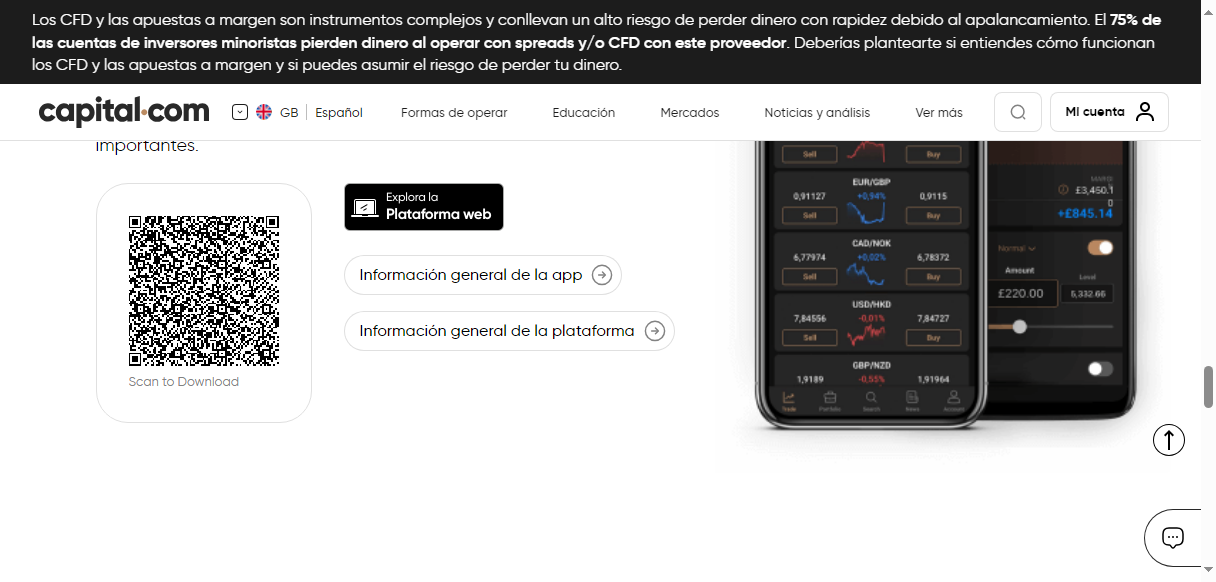 Los CFD y las apuestas a margen son instrumentos complejos y conllevan un alto riesgo de perder dinero con rapidez debido al apalancamiento. El 75% de
las cuentas de inversores minoristas pierden dinero al operar con spreads y/o CFD con este proveedor. Deberías plantearte si entiendes cómo funcionan
los CFD y las apuestas a margen y si puedes asumir el riesgo de perder tu dinero.
capital.com GB Español Formas de operar Educación Mercados Noticias y análisis Ver más Mi cuenta
importantes.
Explora la
Plataforma web
Información general de la app
Información general de la plataforma
Scan to Download
Sell Buy
EUR/GBP
0,91127 +0,94% 0,9115
Sell Buy
CAD/NOK
6,77974 +0,02% 6,78372
Sell Buy
USD/HKD
7,84556 -0,01% 7,84727
Sell Buy
GBP/NZD
1,9189 -0,55% 1,91964
Trade Portfolio Search News Account
£3,450.1
0
+£845.14
Normal
Amount Level
£220.00 5,332.66